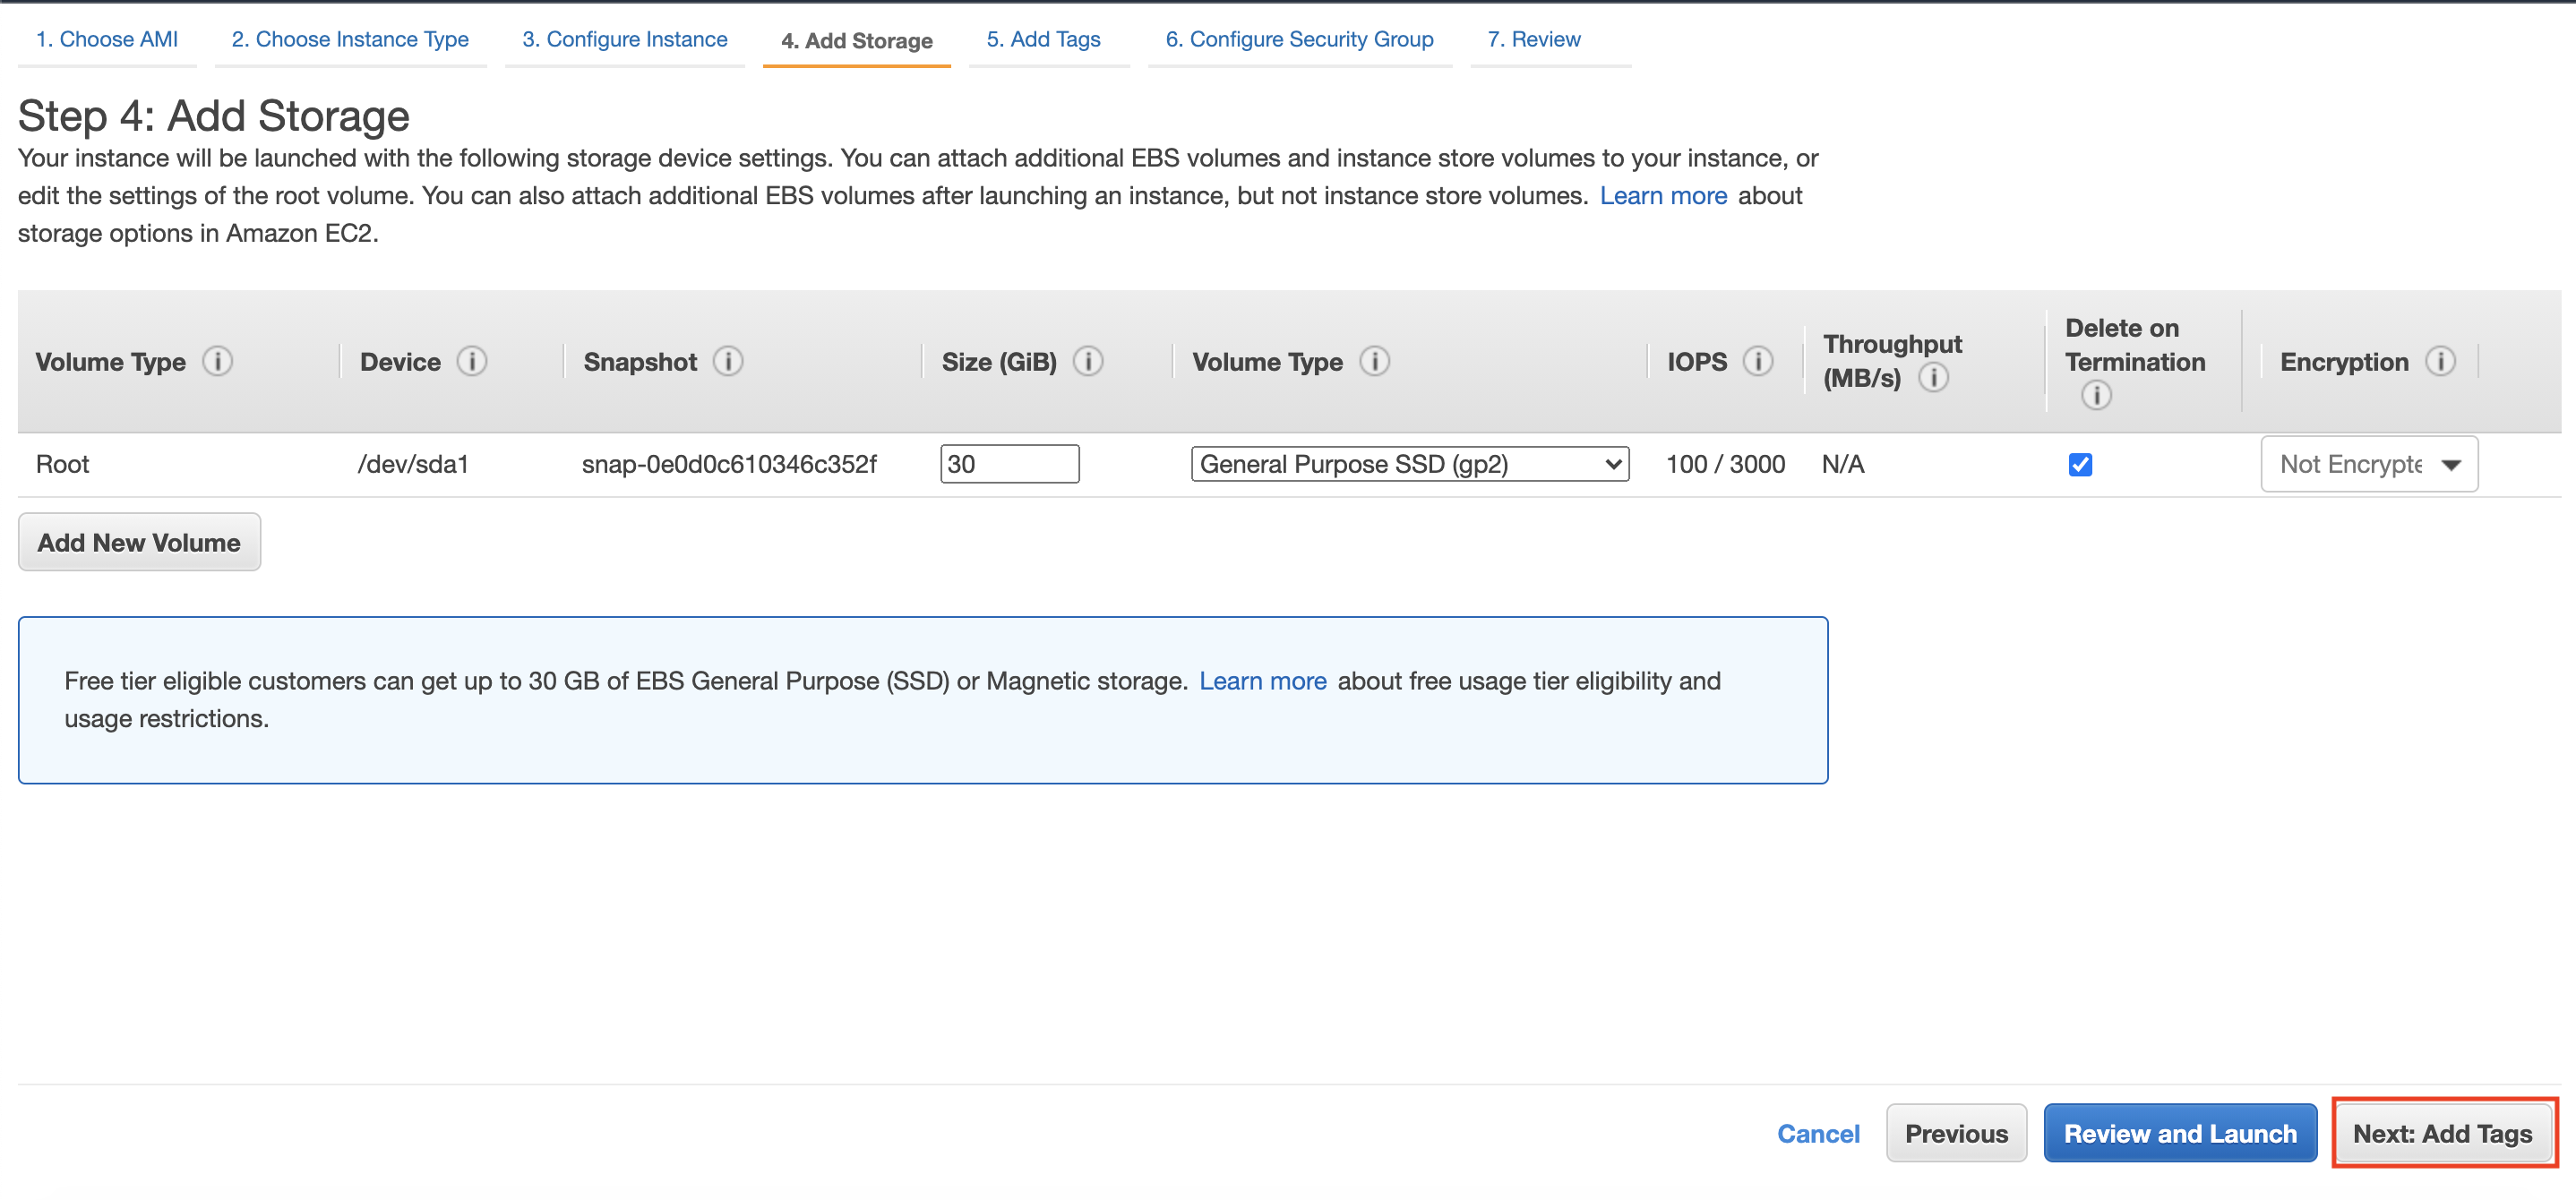 1. Choose AMI 2. Choose Instance Type 3. Configure Instance 4. Add Storage 5. Add Tags 6. Configure Security Group 7. Review
Step 4: Add Storage
Your instance will be launched with the following storage device settings. You can attach additional EBS volumes and instance store volumes to your instance, or
edit the settings of the root volume. You can also attach additional EBS volumes after launching an instance, but not instance store volumes. Learn more about
storage options in Amazon EC2.
Volume Type i Device i Snapshot i Size (GiB) i Volume Type i IOPS i Throughput (MB/s) i Delete on Termination i Encryption i
Root /dev/sda1 snap-0e0d0c610346c352f 30 General Purpose SSD (gp2) 100 / 3000 N/A Not Encrypte
Add New Volume
Free tier eligible customers can get up to 30 GB of EBS General Purpose (SSD) or Magnetic storage. Learn more about free usage tier eligibility and
usage restrictions.
Cancel Previous Review and Launch Next: Add Tags